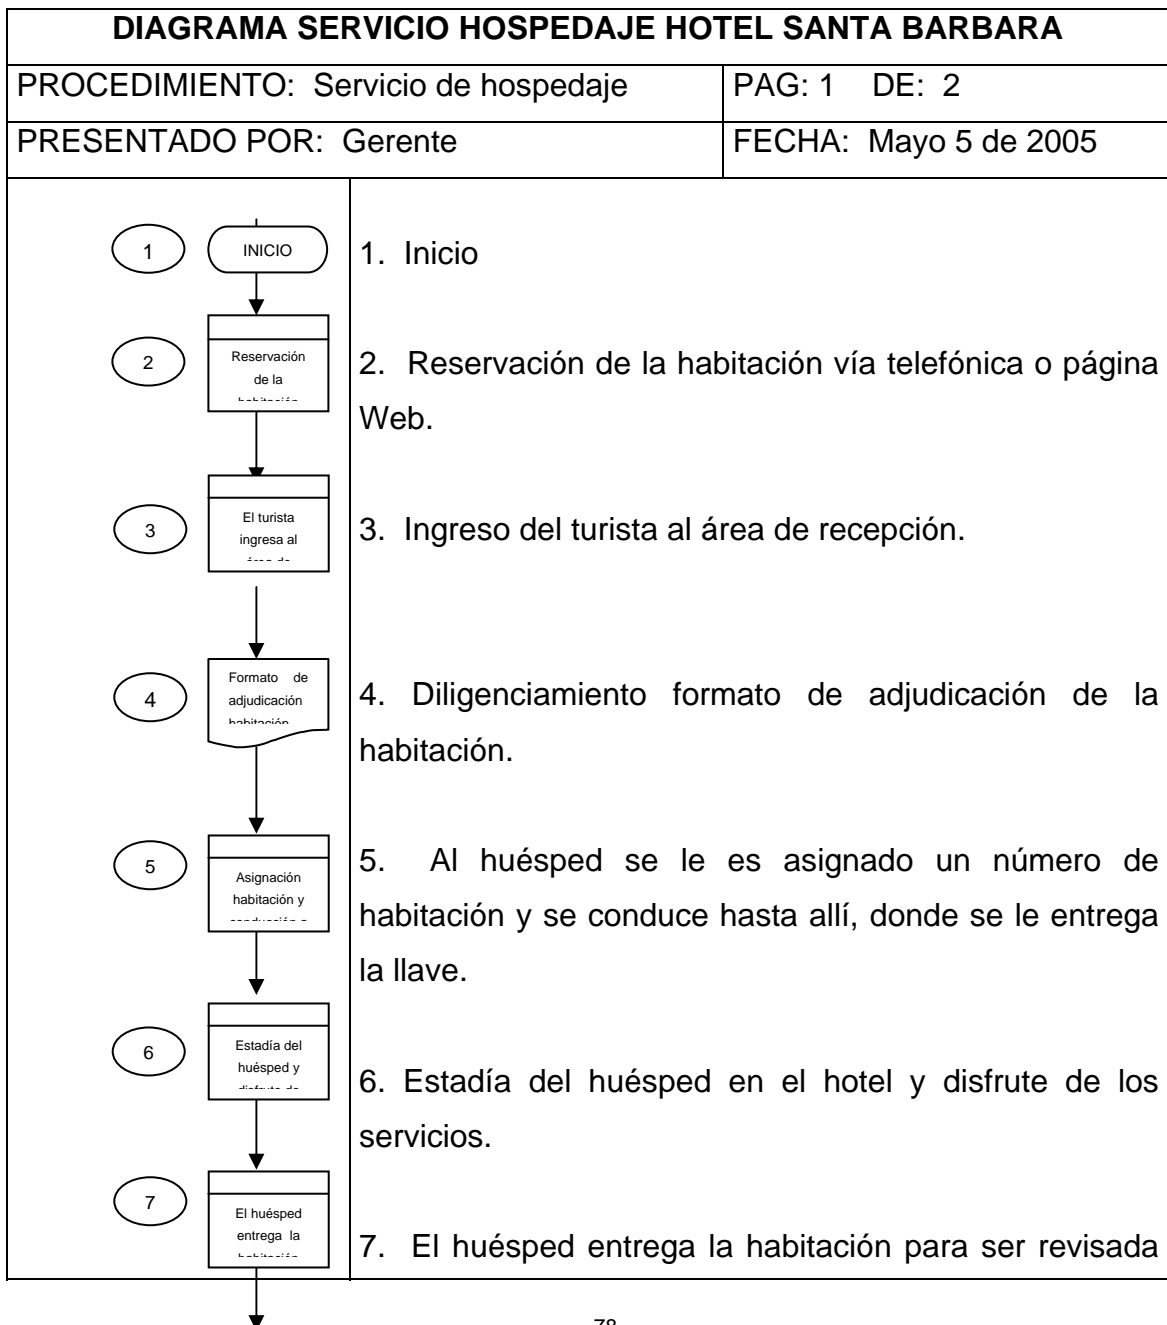 DIAGRAMA SERVICIO HOSPEDAJE HOTEL SANTA BARBARA
PROCEDIMIENTO: Servicio de hospedaje
PAG: 1 DE: 2
PRESENTADO POR: Gerente
FECHA: Mayo 5 de 2005
1
INICIO
1. Inicio
2
Reservación
de la
2. Reservación de la habitación vía telefónica o página
Web.
3
El turista
ingresa al
3. Ingreso del turista al área de recepción.
4
Formato de
adjudicación
4. Diligenciamiento formato de adjudicación de la
habitación.
5
Asignación
habitación y
5. Al huésped se le es asignado un número de
habitación y se conduce hasta allí, donde se le entrega
la llave.
6
Estadía del
huésped y
6. Estadía del huésped en el hotel y disfrute de los
servicios.
7
El huésped
entrega la
7. El huésped entrega la habitación para ser revisada